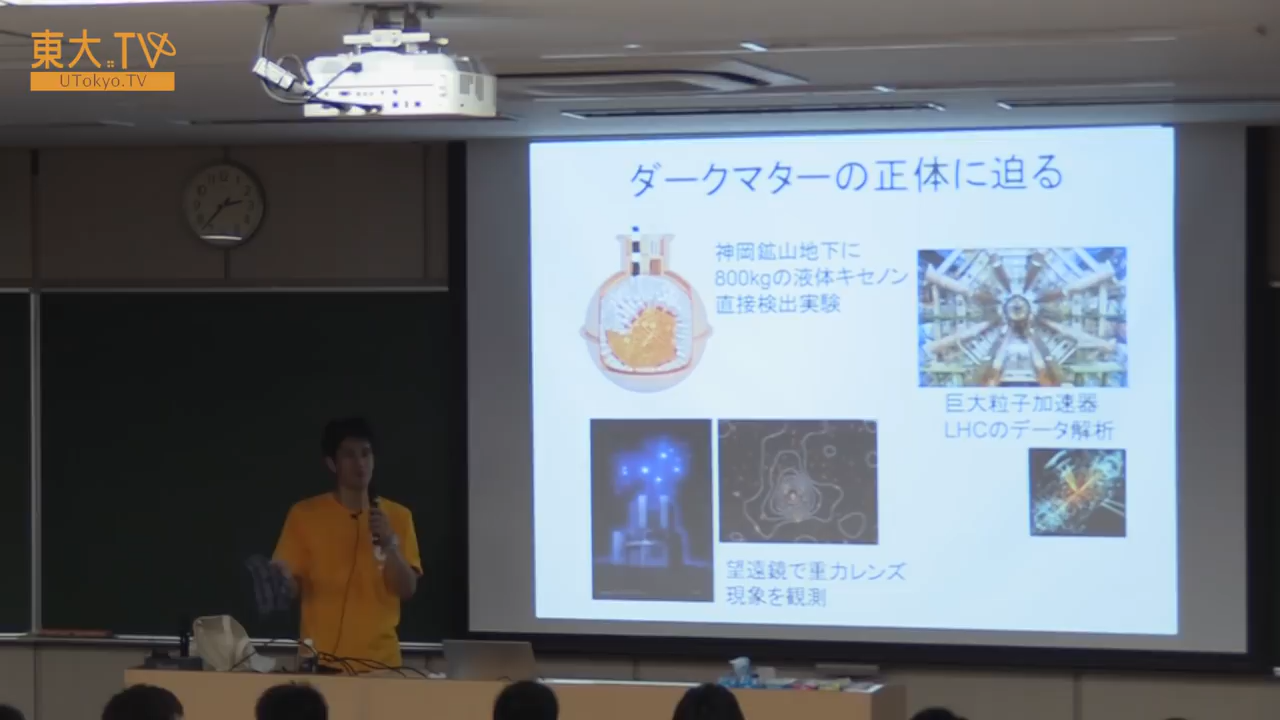 東大.TV
UTokyo.TV
ダークマターの正体に迫る
神岡鉱山地下に
800kgの液体キセノン
直接検出実験
巨大粒子加速器
LHCのデータ解析
望遠鏡で重力レンズ
現象を観測